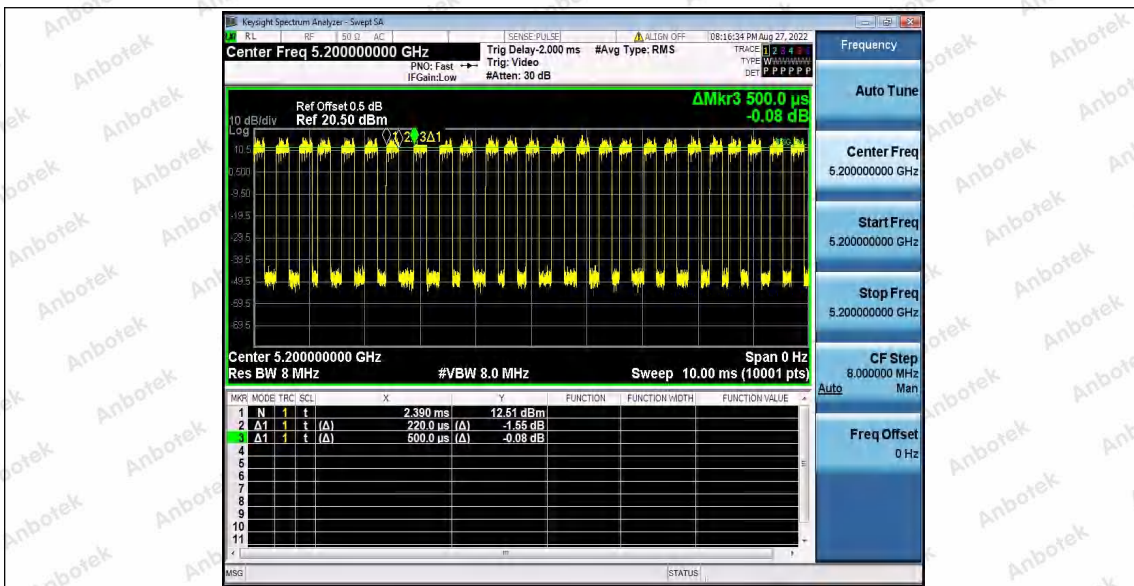 Keysight Spectrum Analyzer - Swept SA
RL RF 50 Ω AC SENSE:PULSE ALIGN OFF 08:16:34 PM Aug 27, 2022
Center Freq 5.200000000 GHz
PNO: Fast
IFGain:Low
Trig Delay-2.000 ms
Trig: Video
#Atten: 30 dB
#Avg Type: RMS
TRACE 1 2 3 4 5 6
TYPE W
DET P P P P P P
Frequency
Auto Tune
Center Freq
5.200000000 GHz
Start Freq
5.200000000 GHz
Stop Freq
5.200000000 GHz
CF Step
8.000000 MHz
Auto Man
Freq Offset
0 Hz
ΔMkr3 500.0 µs
-0.08 dB
Ref Offset 0.5 dB
10 dB/div Ref 20.50 dBm
Log
10.5
0.500
-9.50
-19.5
-29.5
-39.5
-49.5
-59.5
-69.5
1 2 3Δ1
Center 5.200000000 GHz Span 0 Hz
Res BW 8 MHz #VBW 8.0 MHz Sweep 10.00 ms (10001 pts)
MKR MODE TRC SCL X Y FUNCTION FUNCTION WIDTH FUNCTION VALUE
1 N 1 t 2.390 ms 12.51 dBm
2 Δ1 1 t (Δ) 220.0 µs (Δ) -1.55 dB
3 Δ1 1 t (Δ) 500.0 µs (Δ) -0.08 dB
4
5
6
7
8
9
10
11
MSG STATUS
Anbotek